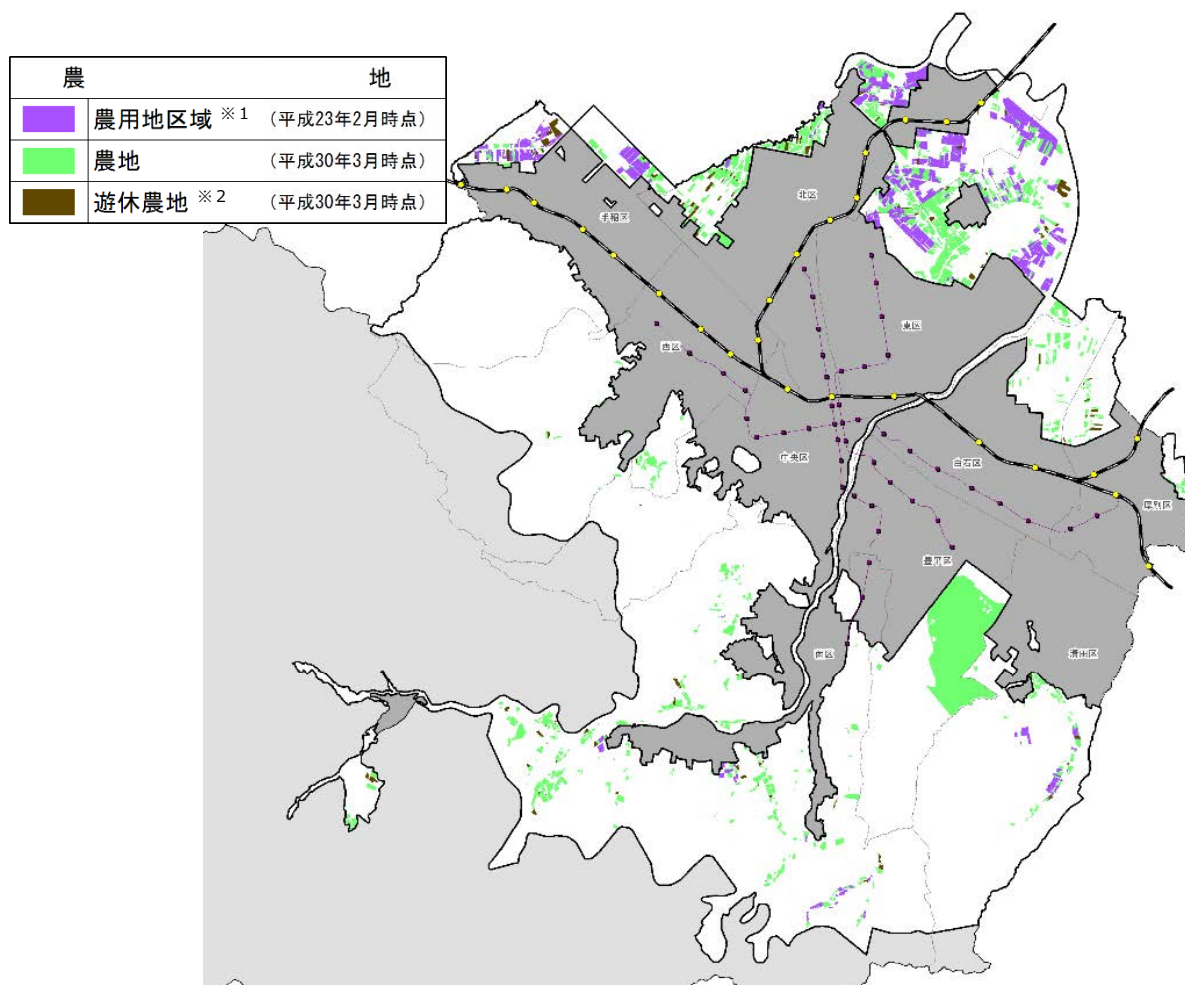 農 地
農用地区域 ※1 (平成23年2月時点)
農地 (平成30年3月時点)
遊休農地 ※2 (平成30年3月時点)
北区
手稲区
東区
西区
中央区
白石区
厚別区
豊平区
南区
清田区